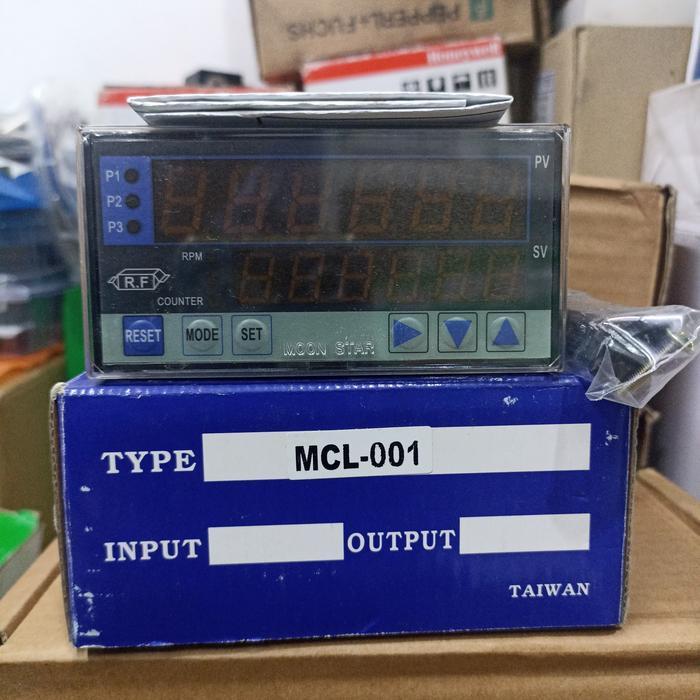 PEPPERL+FUCHS
Honeywell
PV
P1
P2
P3
SV
RPM
R.F
COUNTER
RESET
MODE
SET
MOON STAR
TYPE MCL-001
INPUT OUTPUT
TAIWAN